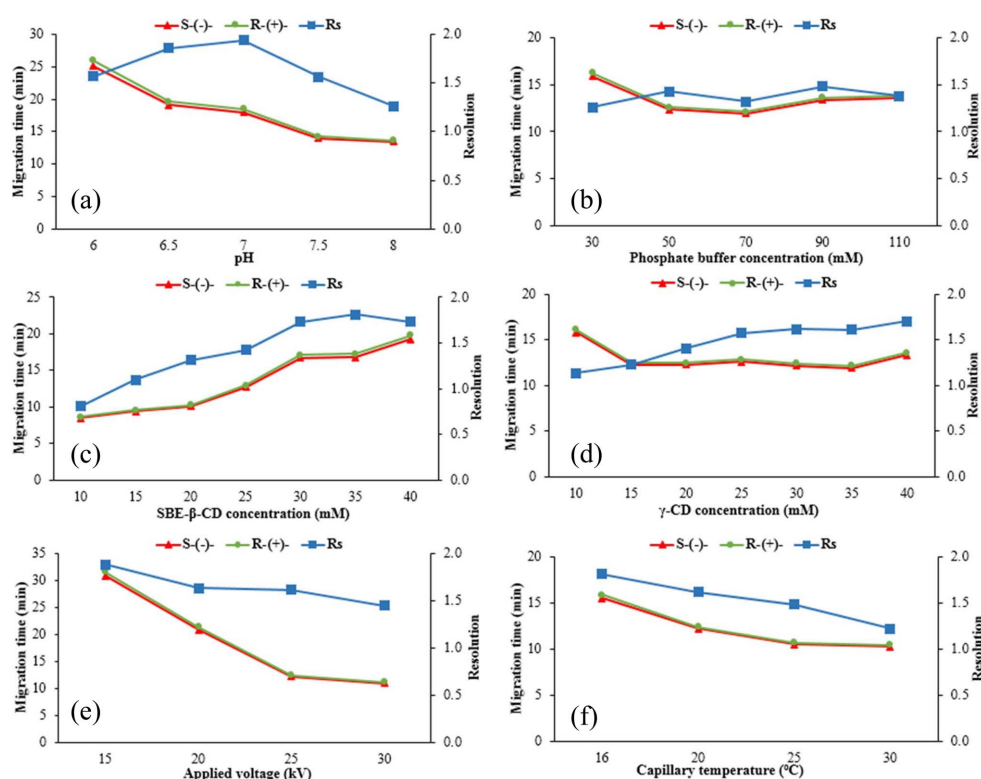 S-(-)- R-(+)- Rs
30
25
20
15
10
5
0
Migration time (min)
2.0
1.5
1.0
0.5
0.0
Resolution
(a)
6 6.5 7 7.5 8
pH
S-(-)- R-(+)- Rs
20
15
10
5
0
Migration time (min)
2.0
1.5
1.0
0.5
0.0
Resolution
(b)
30 50 70 90 110
Phosphate buffer concentration (mM)
S-(-)- R-(+)- Rs
25
20
15
10
5
0
Migration time (min)
2.0
1.5
1.0
0.5
0.0
Resolution
(c)
10 15 20 25 30 35 40
SBE-β-CD concentration (mM)
S-(-)- R-(+)- Rs
20
15
10
5
0
Migration time (min)
2.0
1.5
1.0
0.5
0.0
Resolution
(d)
10 15 20 25 30 35 40
γ-CD concentration (mM)
S-(-)- R-(+)- Rs
35
30
25
20
15
10
5
0
Migration time (min)
2.0
1.5
1.0
0.5
0.0
Resolution
(e)
15 20 25 30
Applied voltage (kV)
S-(-)- R-(+)- Rs
20
15
10
5
0
Migration time (min)
2.0
1.5
1.0
0.5
0.0
Resolution
(f)
16 20 25 30
Capillary temperature (⁰C)